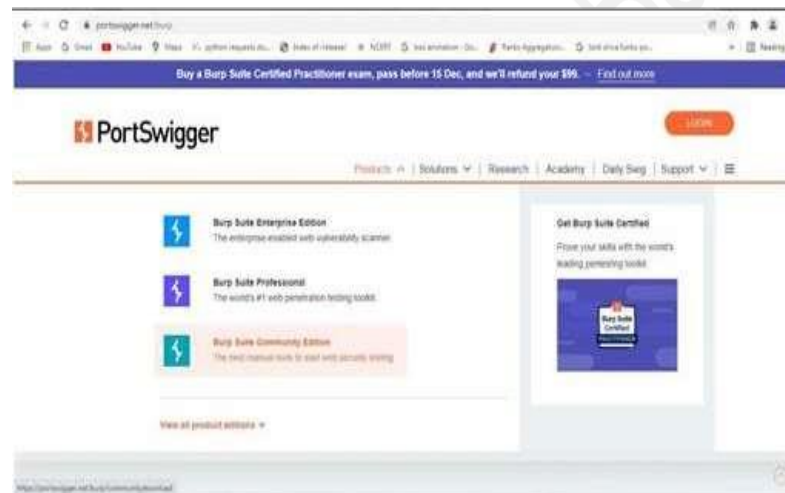 portswigger.net/burp
Apps Gmail YouTube Maps
Buy a Burp Suite Certified Practitioner exam, pass before 15 Dec, and we'll refund your $99. – Find out more
PortSwigger
LOGIN
Products | Solutions | Research | Academy | Daily Swig | Support
Burp Suite Enterprise Edition
The enterprise-enabled web vulnerability scanner.
Burp Suite Professional
The world's #1 web penetration testing toolkit.
Burp Suite Community Edition
The best manual tools to start web security testing.
View all product editions
Get Burp Suite Certified
Prove your skills with the world's
leading pentesting toolkit.
Burp Suite
Certified